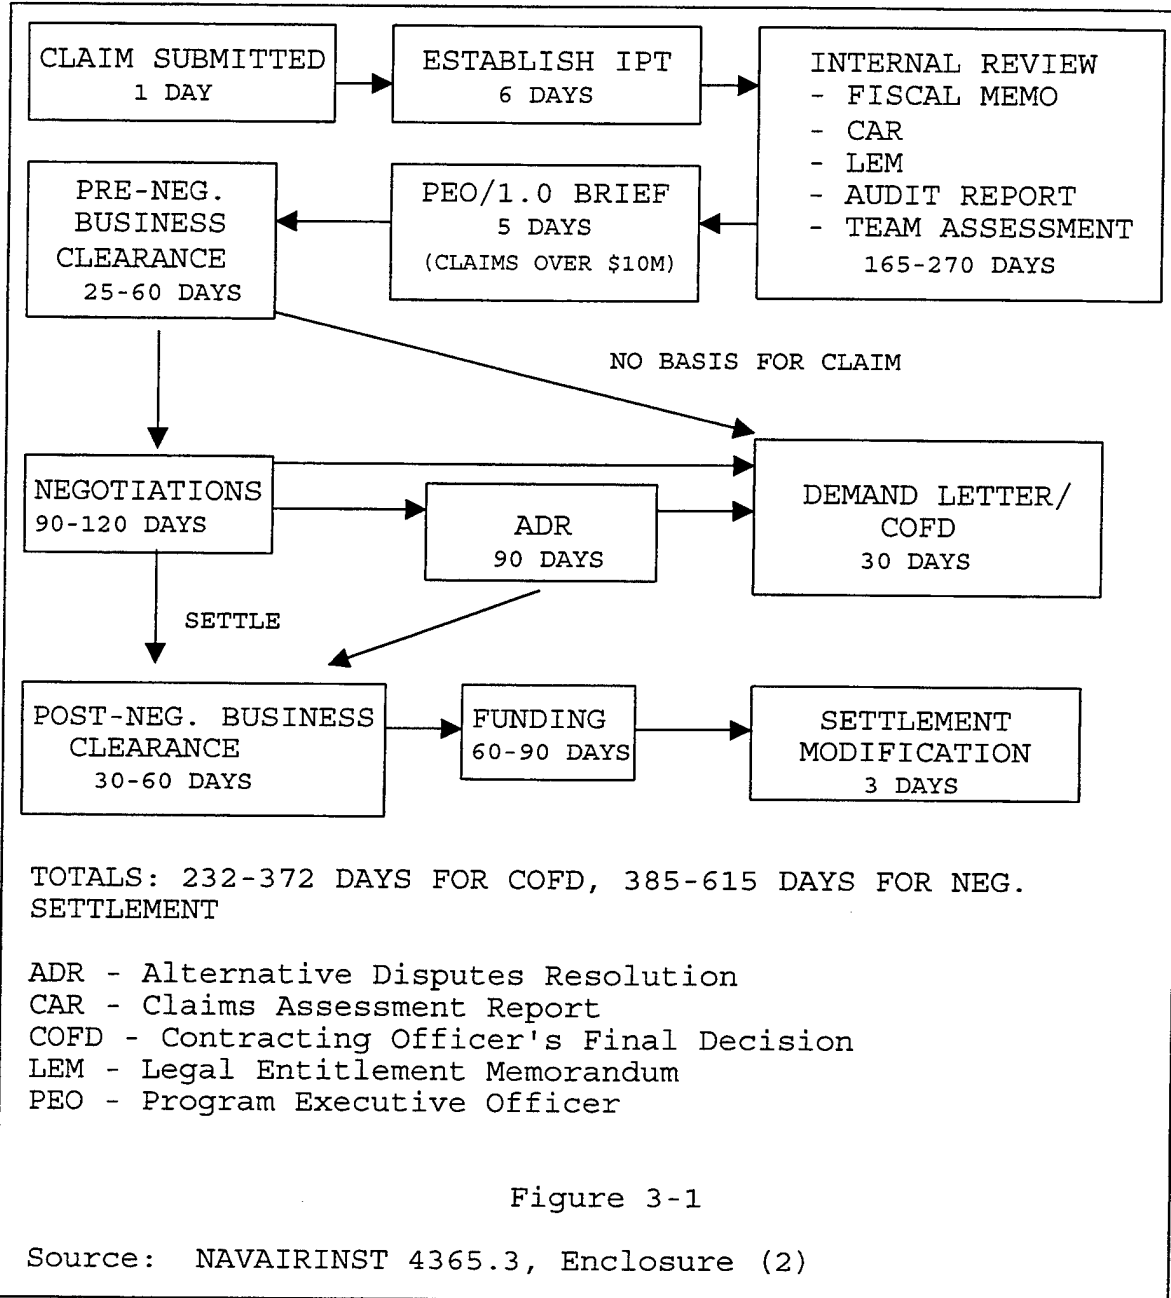 CLAIM SUBMITTED
1 DAY
ESTABLISH IPT
6 DAYS
INTERNAL REVIEW
- FISCAL MEMO
- CAR
- LEM
- AUDIT REPORT
- TEAM ASSESSMENT
165-270 DAYS
PEO/1.0 BRIEF
5 DAYS
(CLAIMS OVER $10M)
PRE-NEG.
BUSINESS
CLEARANCE
25-60 DAYS
NO BASIS FOR CLAIM
NEGOTIATIONS
90-120 DAYS
ADR
90 DAYS
DEMAND LETTER/
COFD
30 DAYS
SETTLE
POST-NEG. BUSINESS
CLEARANCE
30-60 DAYS
FUNDING
60-90 DAYS
SETTLEMENT
MODIFICATION
3 DAYS
TOTALS: 232-372 DAYS FOR COFD, 385-615 DAYS FOR NEG.
SETTLEMENT
ADR - Alternative Disputes Resolution
CAR - Claims Assessment Report
COFD - Contracting Officer's Final Decision
LEM - Legal Entitlement Memorandum
PEO - Program Executive Officer
Figure 3-1
Source: NAVAIRINST 4365.3, Enclosure (2)